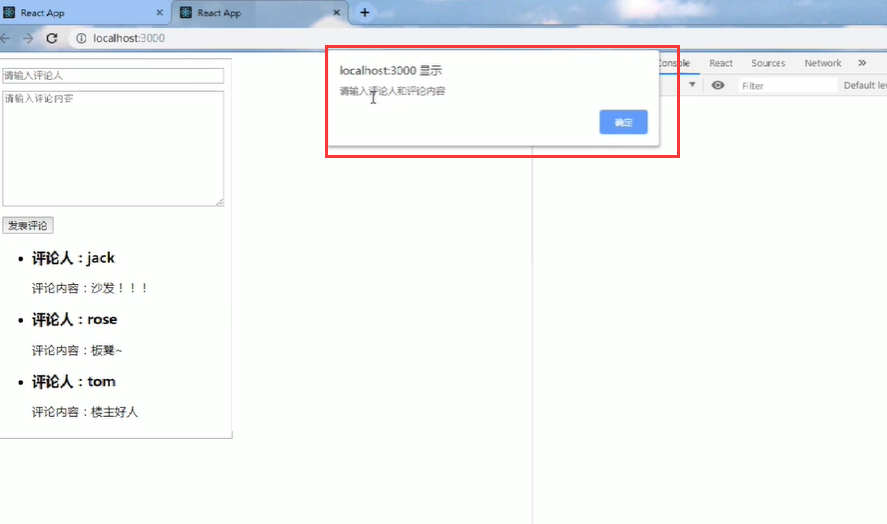 React App
React App
localhost:3000
localhost:3000 显示
请输入评论人和评论内容
确定
Console React Sources Network
Filter
Default
请输入评论人
请输入评论内容
发表评论
评论人：jack
评论内容：沙发！！！
评论人：rose
评论内容：板凳~
评论人：tom
评论内容：楼主好人